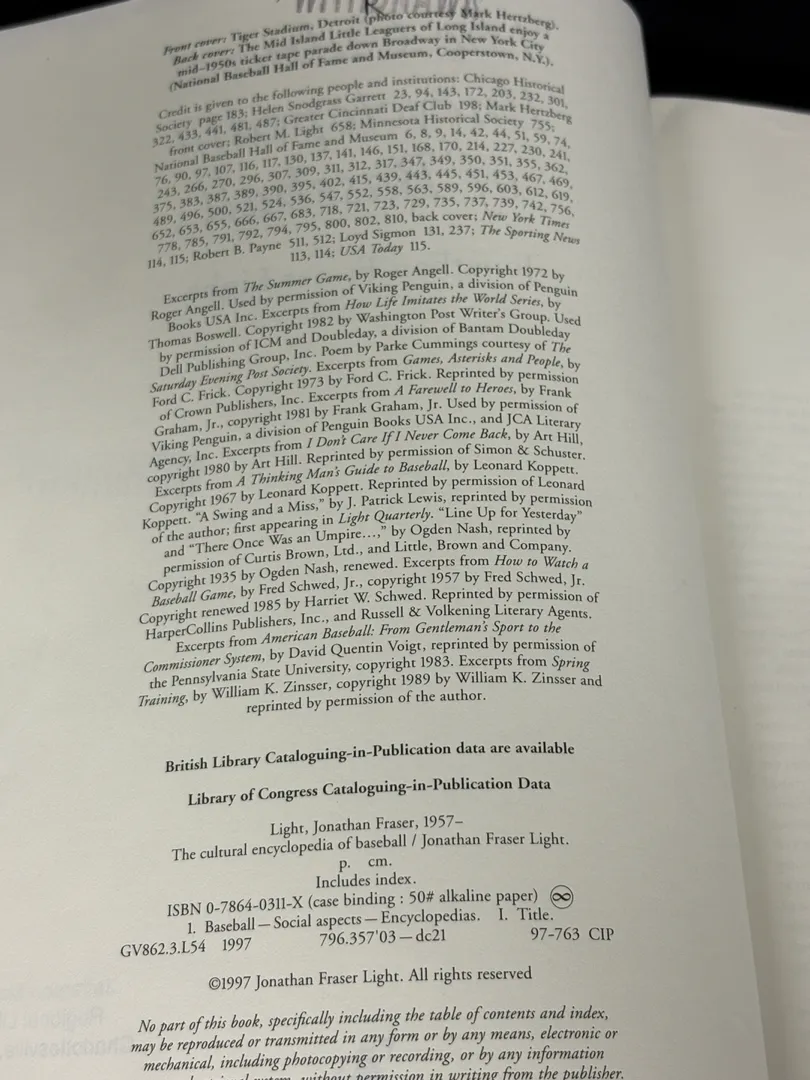 WITHDRAWN
Front cover: Tiger Stadium, Detroit (photo courtesy Mark Hertzberg).
Back cover: The Mid Island Little Leaguers of Long Island enjoy a
mid-1950s ticker tape parade down Broadway in New York City
(National Baseball Hall of Fame and Museum, Cooperstown, N.Y.).
Credit is given to the following people and institutions: Chicago Historical
Society page 183; Helen Snodgrass Garrett 23, 94, 143, 172, 203, 232, 301,
322, 433, 441, 481, 487; Greater Cincinnati Deaf Club 198; Mark Hertzberg
front cover; Robert M. Light 658; Minnesota Historical Society 755;
National Baseball Hall of Fame and Museum 6, 8, 9, 14, 42, 44, 51, 59, 74,
76, 90, 97, 107, 116, 117, 130, 137, 141, 146, 151, 168, 170, 214, 227, 230, 241,
243, 266, 270, 296, 307, 309, 311, 312, 317, 347, 349, 350, 351, 355, 362,
375, 383, 387, 389, 390, 395, 402, 415, 439, 443, 445, 451, 453, 467, 469,
489, 496, 500, 521, 524, 536, 547, 552, 558, 563, 589, 596, 603, 612, 619,
652, 653, 655, 666, 667, 683, 718, 721, 723, 729, 735, 737, 739, 742, 756,
778, 785, 791, 792, 794, 795, 800, 802, 810, back cover; New York Times
114, 115; Robert B. Payne 511, 512; Loyd Sigmon 131, 237; The Sporting News
113, 114; USA Today 115.
Excerpts from The Summer Game, by Roger Angell. Copyright 1972 by
Roger Angell. Used by permission of Viking Penguin, a division of Penguin
Books USA Inc. Excerpts from How Life Imitates the World Series, by
Thomas Boswell. Copyright 1982 by Washington Post Writer's Group. Used
by permission of ICM and Doubleday, a division of Bantam Doubleday
Dell Publishing Group, Inc. Poem by Parke Cummings courtesy of The
Saturday Evening Post Society. Excerpts from Games, Asterisks and People, by
Ford C. Frick. Copyright 1973 by Ford C. Frick. Reprinted by permission
of Crown Publishers, Inc. Excerpts from A Farewell to Heroes, by Frank
Graham, Jr., copyright 1981 by Frank Graham, Jr. Used by permission of
Viking Penguin, a division of Penguin Books USA Inc., and JCA Literary
Agency, Inc. Excerpts from I Don't Care If I Never Come Back, by Art Hill,
copyright 1980 by Art Hill. Reprinted by permission of Simon & Schuster.
Excerpts from A Thinking Man's Guide to Baseball, by Leonard Koppett.
Copyright 1967 by Leonard Koppett. Reprinted by permission of Leonard
Koppett. "A Swing and a Miss," by J. Patrick Lewis, reprinted by permission
of the author; first appearing in Light Quarterly. "Line Up for Yesterday"
and "There Once Was an Umpire...," by Ogden Nash, reprinted by
permission of Curtis Brown, Ltd., and Little, Brown and Company.
Copyright 1935 by Ogden Nash, renewed. Excerpts from How to Watch a
Baseball Game, by Fred Schwed, Jr., copyright 1957 by Fred Schwed, Jr.
Copyright renewed 1985 by Harriet W. Schwed. Reprinted by permission of
HarperCollins Publishers, Inc., and Russell & Volkening Literary Agents.
Excerpts from American Baseball: From Gentleman's Sport to the
Commissioner System, by David Quentin Voigt, reprinted by permission of
the Pennsylvania State University, copyright 1983. Excerpts from Spring
Training, by William K. Zinsser, copyright 1989 by William K. Zinsser and
reprinted by permission of the author.
British Library Cataloguing-in-Publication data are available
Library of Congress Cataloguing-in-Publication Data
Light, Jonathan Fraser, 1957–
The cultural encyclopedia of baseball / Jonathan Fraser Light.
p. cm.
Includes index.
ISBN 0-7864-0311-X (case binding : 50# alkaline paper) ∞
1. Baseball — Social aspects — Encyclopedias. I. Title.
GV862.3.L54 1997 796.357'03 — dc21 97-763 CIP
©1997 Jonathan Fraser Light. All rights reserved
No part of this book, specifically including the table of contents and index,
may be reproduced or transmitted in any form or by any means, electronic or
mechanical, including photocopying or recording, or by any information
without permission in writing from the publisher.